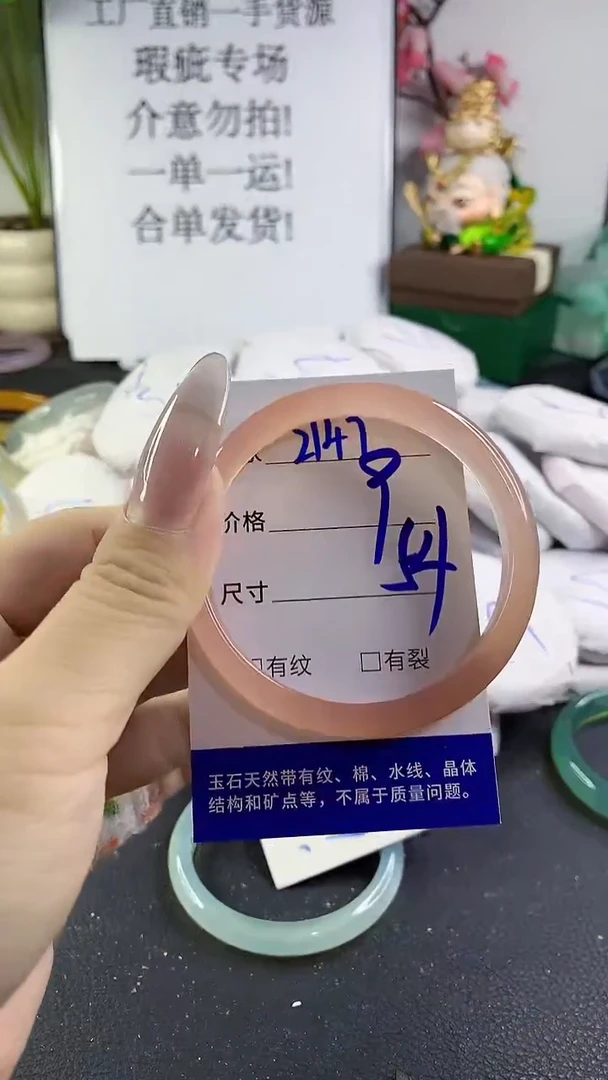 工厂直销一手货源
瑕疵专场
介意勿拍!
一单一运!
合单发货!
2147
价格
9
尺寸
54
有纹 □有裂
玉石天然带有纹、棉、水线、晶体
结构和矿点等，不属于质量问题。